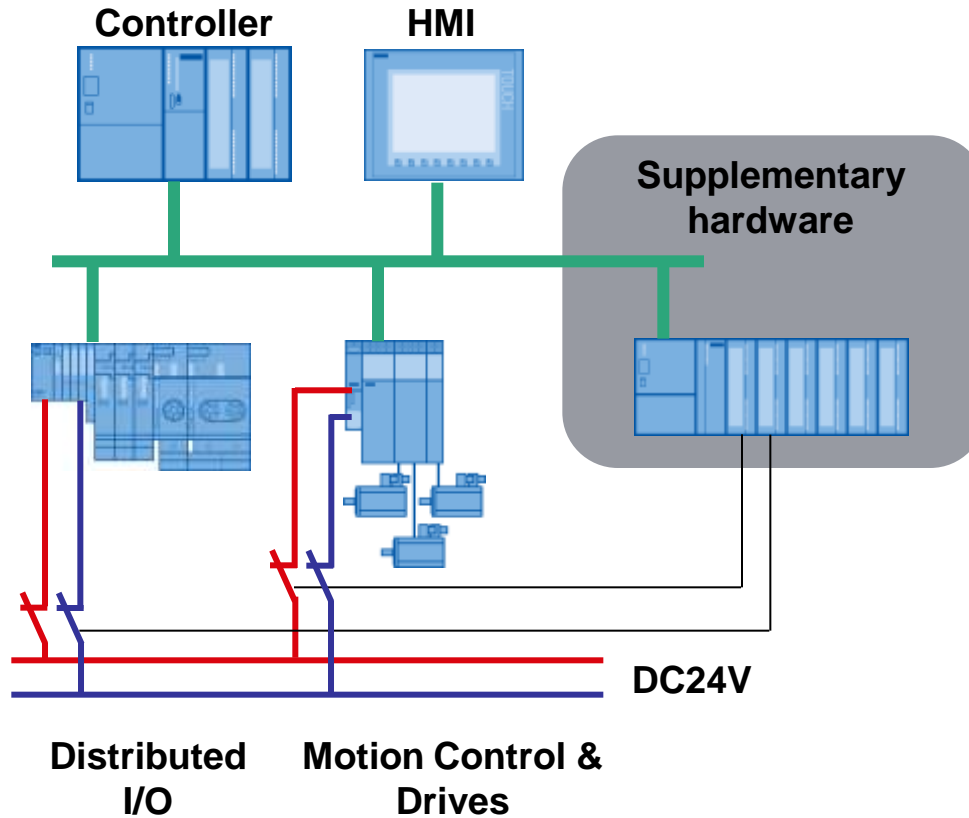 Controller
HMI
Supplementary
hardware
DC24V
Distributed
I/O
Motion Control &
Drives